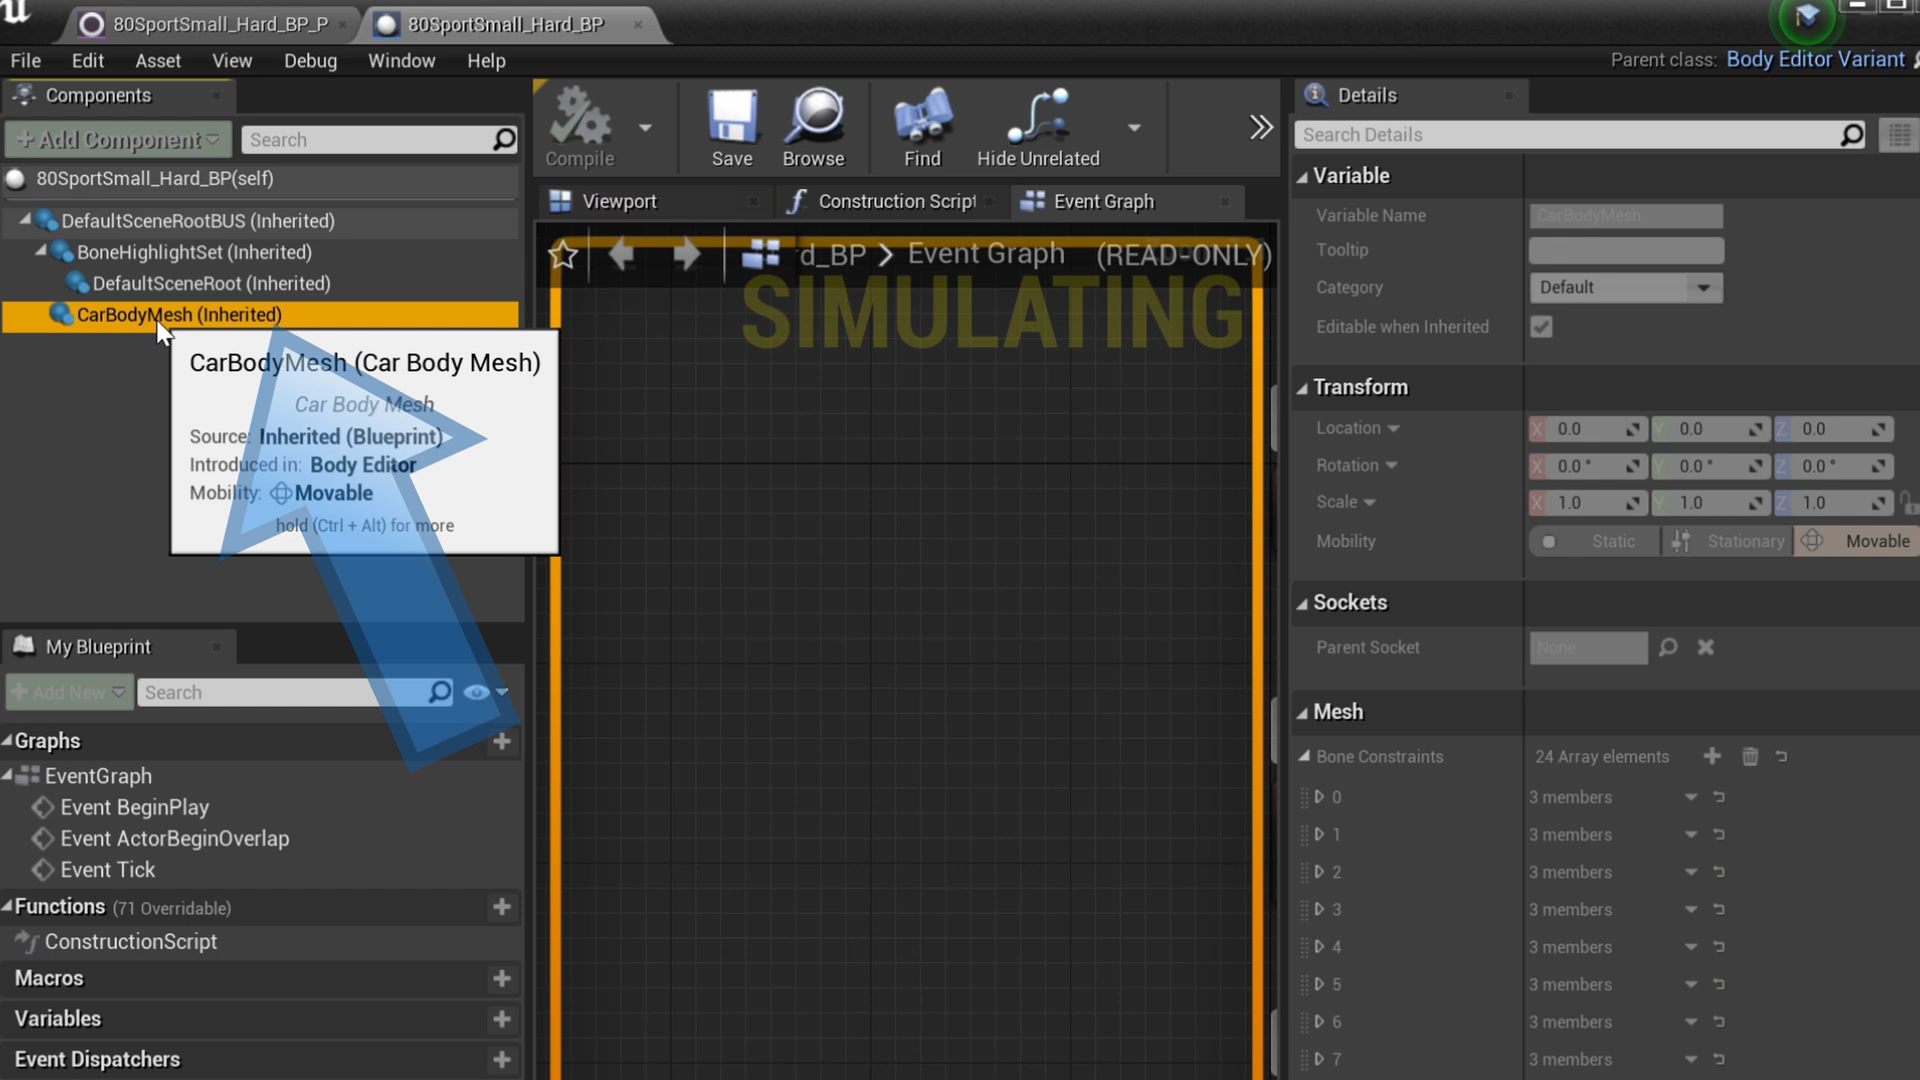 80SportSmall_Hard_BP_P
80SportSmall_Hard_BP
File Edit Asset View Debug Window Help
Parent class: Body Editor Variant
Components
+Add Component
Search
80SportSmall_Hard_BP(self)
DefaultSceneRootBUS (Inherited)
BoneHighlightSet (Inherited)
DefaultSceneRoot (Inherited)
CarBodyMesh (Inherited)
CarBodyMesh (Car Body Mesh)
Car Body Mesh
Source: Inherited (Blueprint)
Introduced in: Body Editor
Mobility: Movable
hold (Ctrl + Alt) for more
My Blueprint
+Add New
Search
Graphs
EventGraph
Event BeginPlay
Event ActorBeginOverlap
Event Tick
Functions (71 Overridable)
ConstructionScript
Macros
Variables
Event Dispatchers
Compile
Save
Browse
Find
Hide Unrelated
Viewport
Construction Script
Event Graph
rd_BP > Event Graph (READ-ONLY)
SIMULATING
Details
Search Details
Variable
Variable Name CarBodyMesh
Tooltip
Category Default
Editable when Inherited
Transform
Location X 0.0 Y 0.0 Z 0.0
Rotation X 0.0 ° Y 0.0 ° Z 0.0 °
Scale X 1.0 Y 1.0 Z 1.0
Mobility Static Stationary Movable
Sockets
Parent Socket None
Mesh
Bone Constraints 24 Array elements
0 3 members
1 3 members
2 3 members
3 3 members
4 3 members
5 3 members
6 3 members
7 3 members